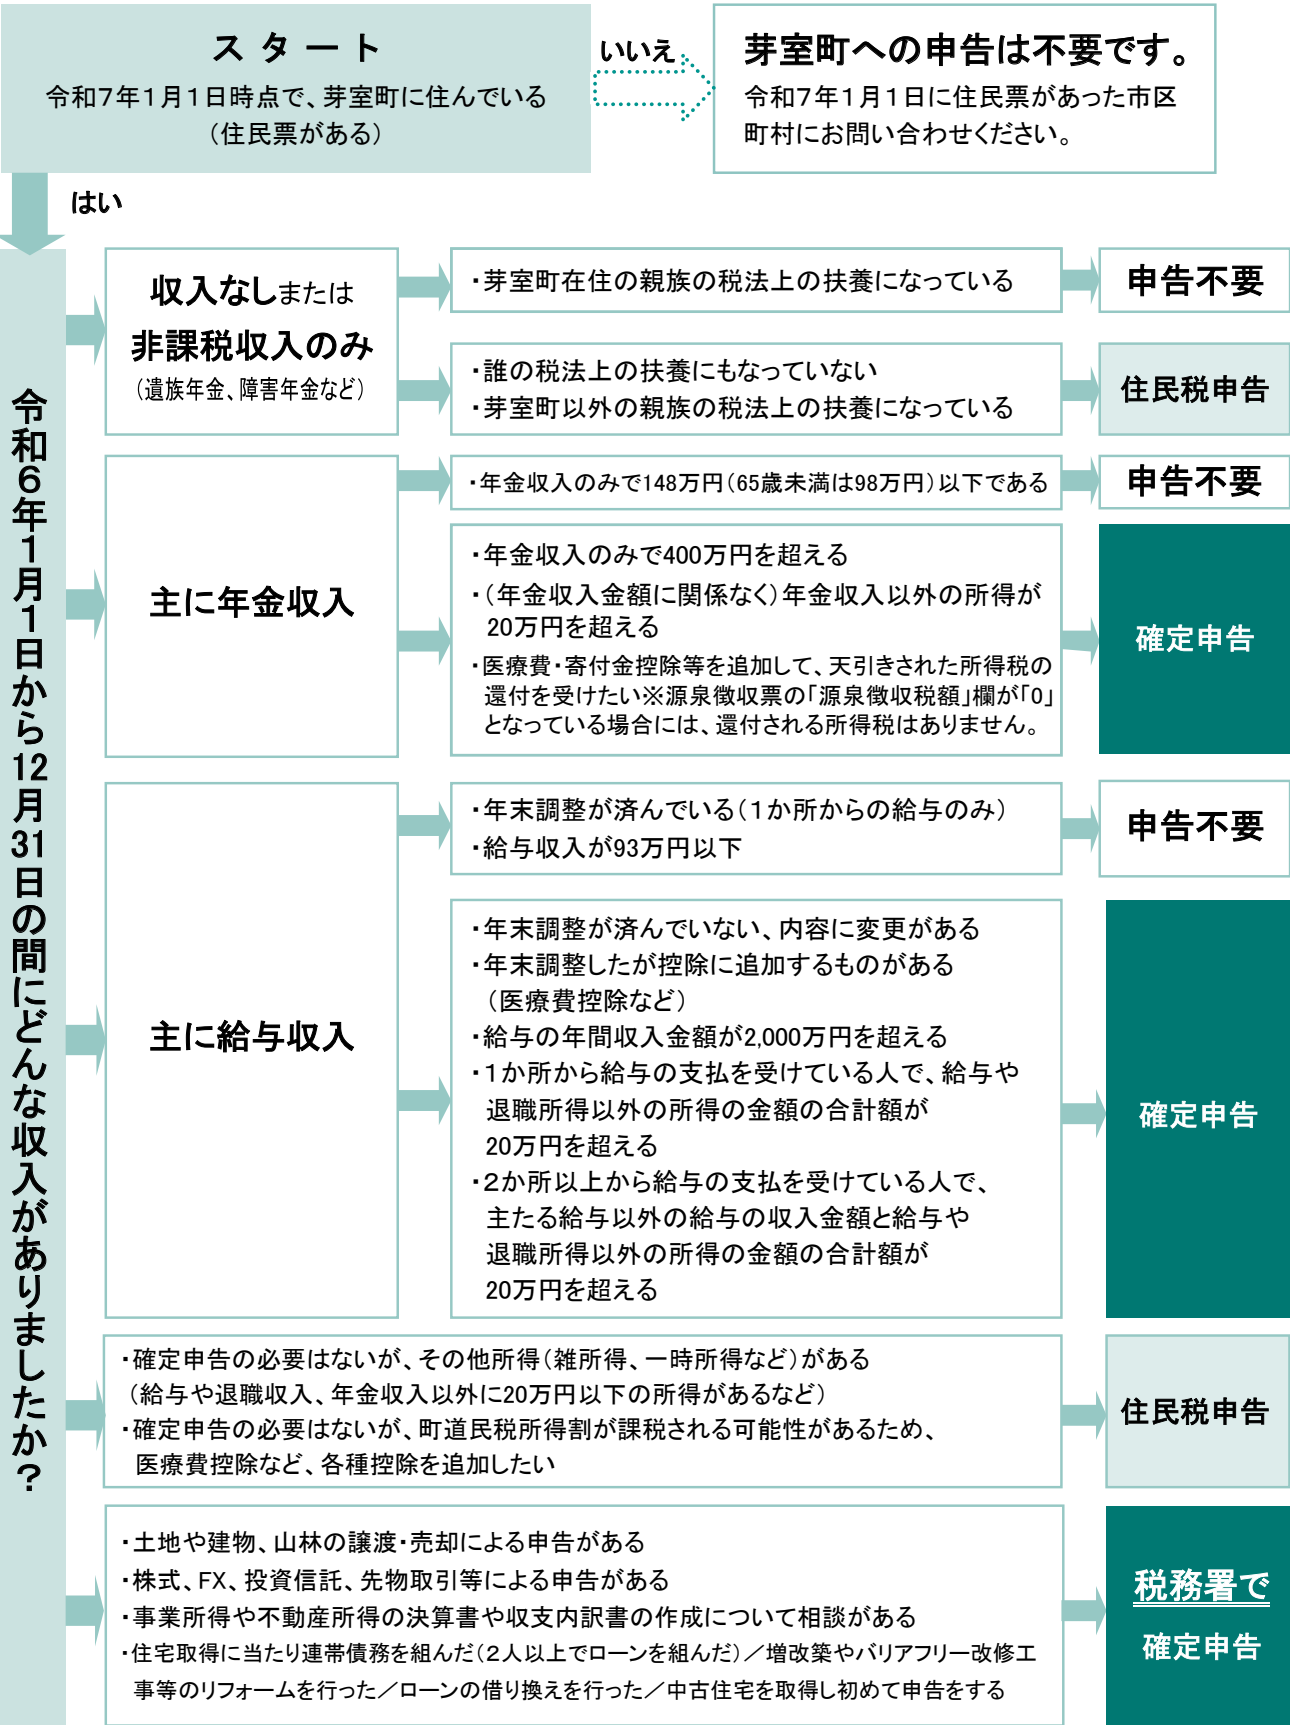 スタート
令和7年1月1日時点で、芽室町に住んでいる
（住民票がある）
いいえ
芽室町への申告は不要です。
令和7年1月1日に住民票があった市区
町村にお問い合わせください。
はい
令和6年1月1日から12月31日の間にどんな収入がありましたか？
収入なしまたは
非課税収入のみ
（遺族年金、障害年金など）
・芽室町在住の親族の税法上の扶養になっている
申告不要
・誰の税法上の扶養にもなっていない
・芽室町以外の親族の税法上の扶養になっている
住民税申告
主に年金収入
・年金収入のみで148万円（65歳未満は98万円）以下である
申告不要
・年金収入のみで400万円を超える
・（年金収入金額に関係なく）年金収入以外の所得が
20万円を超える
・医療費・寄付金控除等を追加して、天引きされた所得税の
還付を受けたい※源泉徴収票の「源泉徴収税額」欄が「0」
となっている場合には、還付される所得税はありません。
確定申告
主に給与収入
・年末調整が済んでいる（1か所からの給与のみ）
・給与収入が93万円以下
申告不要
・年末調整が済んでいない、内容に変更がある
・年末調整したが控除に追加するものがある
（医療費控除など）
・給与の年間収入金額が2,000万円を超える
・1か所から給与の支払を受けている人で、給与や
退職所得以外の所得の金額の合計額が
20万円を超える
・2か所以上から給与の支払を受けている人で、
主たる給与以外の給与の収入金額と給与や
退職所得以外の所得の金額の合計額が
20万円を超える
確定申告
・確定申告の必要はないが、その他所得（雑所得、一時所得など）がある
（給与や退職収入、年金収入以外に20万円以下の所得があるなど）
・確定申告の必要はないが、町道民税所得割が課税される可能性があるため、
医療費控除など、各種控除を追加したい
住民税申告
・土地や建物、山林の譲渡・売却による申告がある
・株式、FX、投資信託、先物取引等による申告がある
・事業所得や不動産所得の決算書や収支内訳書の作成について相談がある
・住宅取得に当たり連帯債務を組んだ（2人以上でローンを組んだ）／増改築やバリアフリー改修工
事等のリフォームを行った／ローンの借り換えを行った／中古住宅を取得し初めて申告をする
税務署で
確定申告